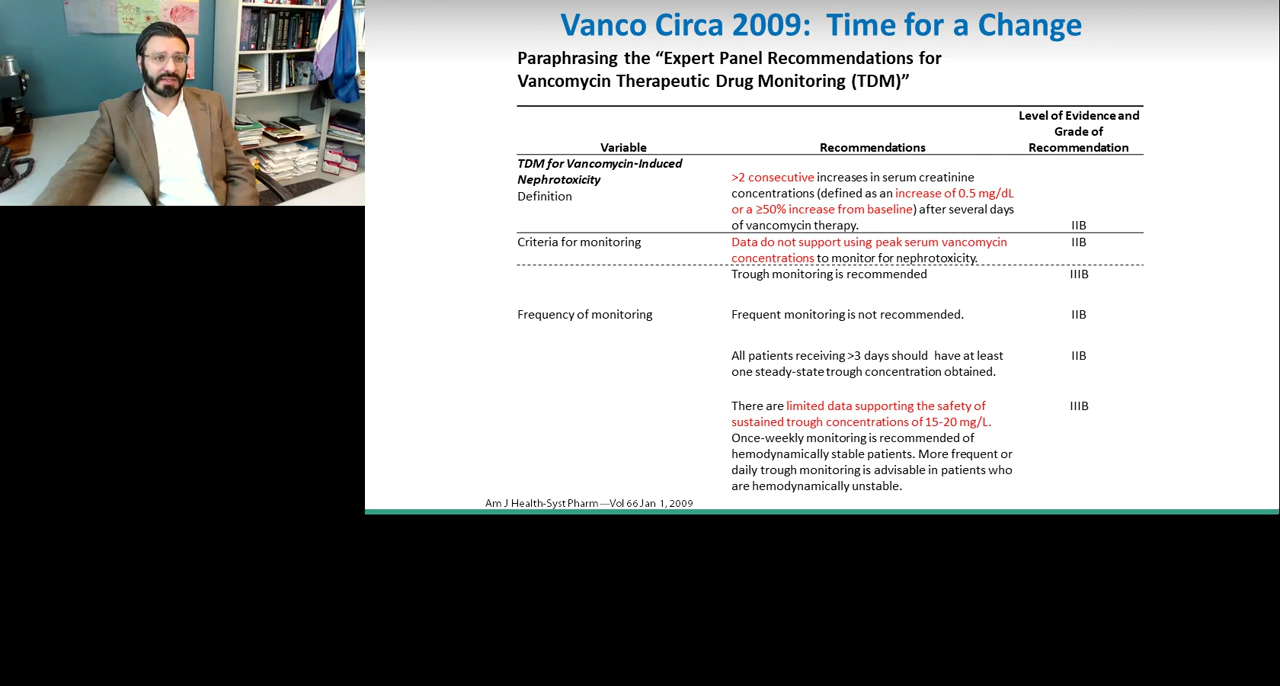 Vanco Circa 2009: Time for a Change
Paraphrasing the “Expert Panel Recommendations for
Vancomycin Therapeutic Drug Monitoring (TDM)”
Level of Evidence and
Grade of
Variable Recommendations Recommendation
TDM for Vancomycin-Induced
Nephrotoxicity
Definition
>2 consecutive increases in serum creatinine
concentrations (defined as an increase of 0.5 mg/dL
or a ≥50% increase from baseline) after several days
of vancomycin therapy. IIB
Criteria for monitoring Data do not support using peak serum vancomycin IIB
concentrations to monitor for nephrotoxicity.
Trough monitoring is recommended IIIB
Frequency of monitoring Frequent monitoring is not recommended. IIB
All patients receiving >3 days should have at least IIB
one steady-state trough concentration obtained.
There are limited data supporting the safety of IIIB
sustained trough concentrations of 15-20 mg/L.
Once-weekly monitoring is recommended of
hemodynamically stable patients. More frequent or
daily trough monitoring is advisable in patients who
are hemodynamically unstable.
Am J Health-Syst Pharm—Vol 66 Jan 1, 2009